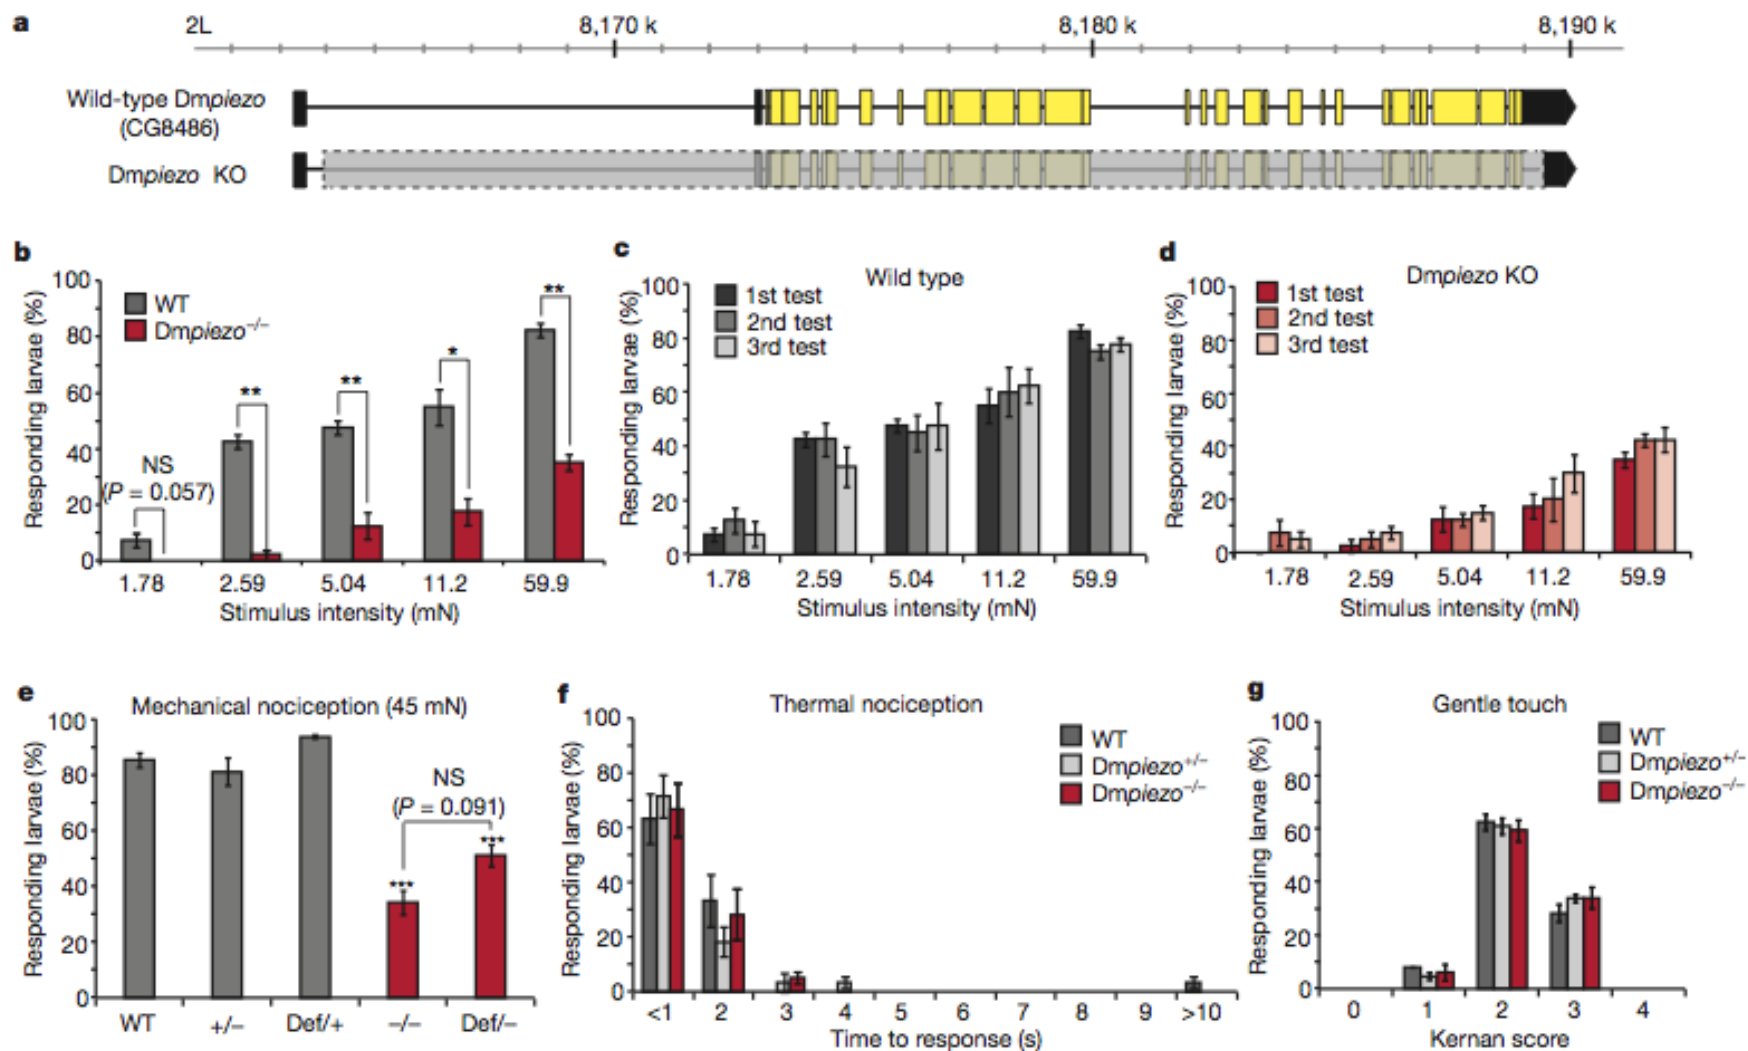 a
2L 8,170 k 8,180 k 8,190 k
Wild-type Dmpiezo
(CG8486)
Dmpiezo KO
b
Responding larvae (%)
100
80
60
40
20
0
WT
Dmpiezo–/–
NS
(P = 0.057)
**
**
*
**
1.78 2.59 5.04 11.2 59.9
Stimulus intensity (mN)
c
Wild type
Responding larvae (%)
100
80
60
40
20
0
1st test
2nd test
3rd test
1.78 2.59 5.04 11.2 59.9
Stimulus intensity (mN)
d
Dmpiezo KO
Responding larvae (%)
100
80
60
40
20
0
1st test
2nd test
3rd test
1.78 2.59 5.04 11.2 59.9
Stimulus intensity (mN)
e
Mechanical nociception (45 mN)
Responding larvae (%)
100
80
60
40
20
0
NS
(P = 0.091)
***
***
WT +/– Def/+ –/– Def/–
f
Thermal nociception
Responding larvae (%)
100
80
60
40
20
0
WT
Dmpiezo+/–
Dmpiezo–/–
<1 2 3 4 5 6 7 8 9 >10
Time to response (s)
g
Gentle touch
Responding larvae (%)
100
80
60
40
20
0
WT
Dmpiezo+/–
Dmpiezo–/–
0 1 2 3 4
Kernan score